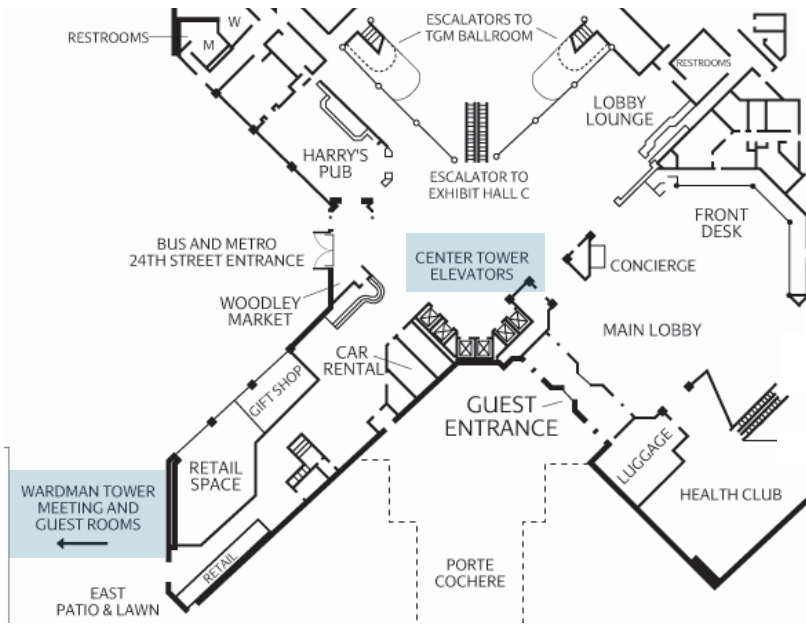 W
RESTROOMS
M
ESCALATORS TO
TGM BALLROOM
RESTROOMS
LOBBY
LOUNGE
HARRY'S
PUB
ESCALATOR TO
EXHIBIT HALL C
FRONT
DESK
BUS AND METRO
24TH STREET ENTRANCE
CENTER TOWER
ELEVATORS
CONCIERGE
WOODLEY
MARKET
MAIN LOBBY
CAR
RENTAL
GIFT SHOP
GUEST
ENTRANCE
LUGGAGE
RETAIL
SPACE
HEALTH CLUB
WARDMAN TOWER
MEETING AND
GUEST ROOMS
RETAIL
PORTE
COCHERE
EAST
PATIO & LAWN